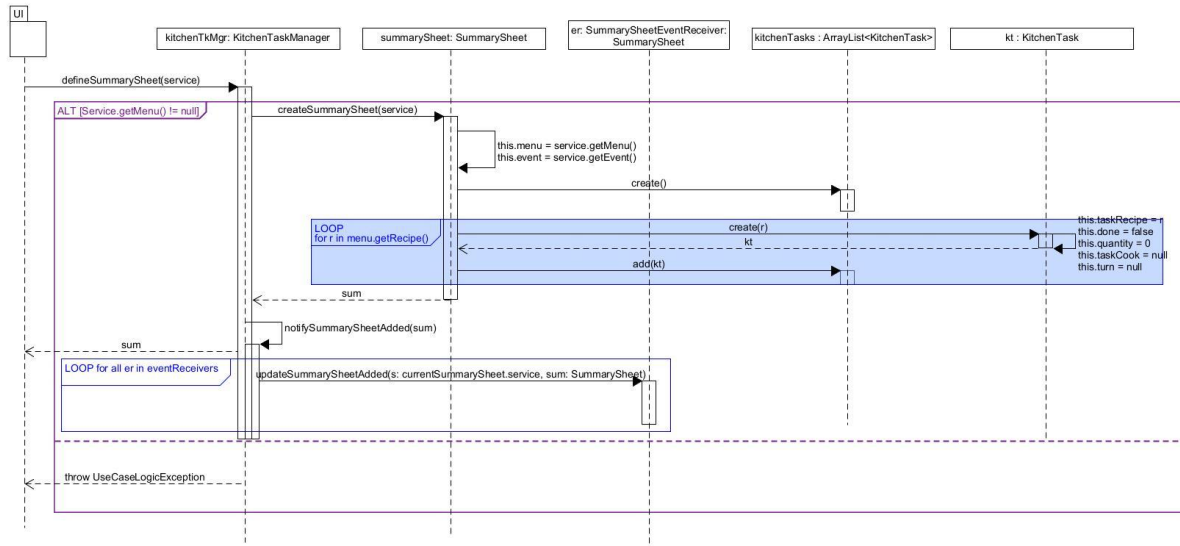 UI
kitchenTkMgr: KitchenTaskManager
summarySheet: SummarySheet
er: SummarySheetEventReceiver:
SummarySheet
kitchenTasks : ArrayList<KitchenTask>
kt : KitchenTask
defineSummarySheet(service)
ALT [Service.getMenu() != null]
createSummarySheet(service)
this.menu = service.getMenu()
this.event = service.getEvent()
create()
LOOP
for r in menu.getRecipe()
create(r)
kt
add(kt)
this.taskRecipe = r
this.done = false
this.quantity = 0
this.taskCook = null
this.turn = null
sum
notifySummarySheetAdded(sum)
sum
LOOP for all er in eventReceivers
updateSummarySheetAdded(s: currentSummarySheet.service, sum: SummarySheet)
throw UseCaseLogicException